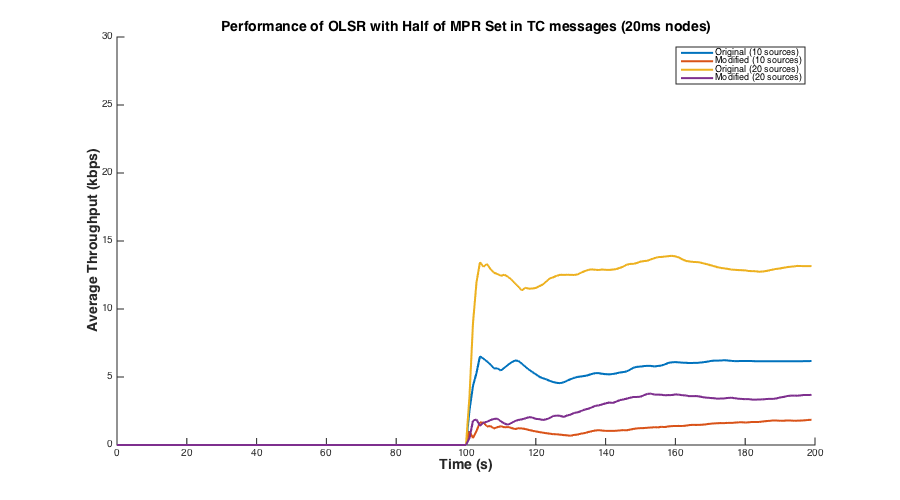 Performance of OLSR with Half of MPR Set in TC messages (20ms nodes)
Original (10 sources)
Modified (10 sources)
Original (20 sources)
Modified (20 sources)
30
25
20
15
10
5
0
Average Throughput (kbps)
0 20 40 60 80 100 120 140 160 180 200
Time (s)